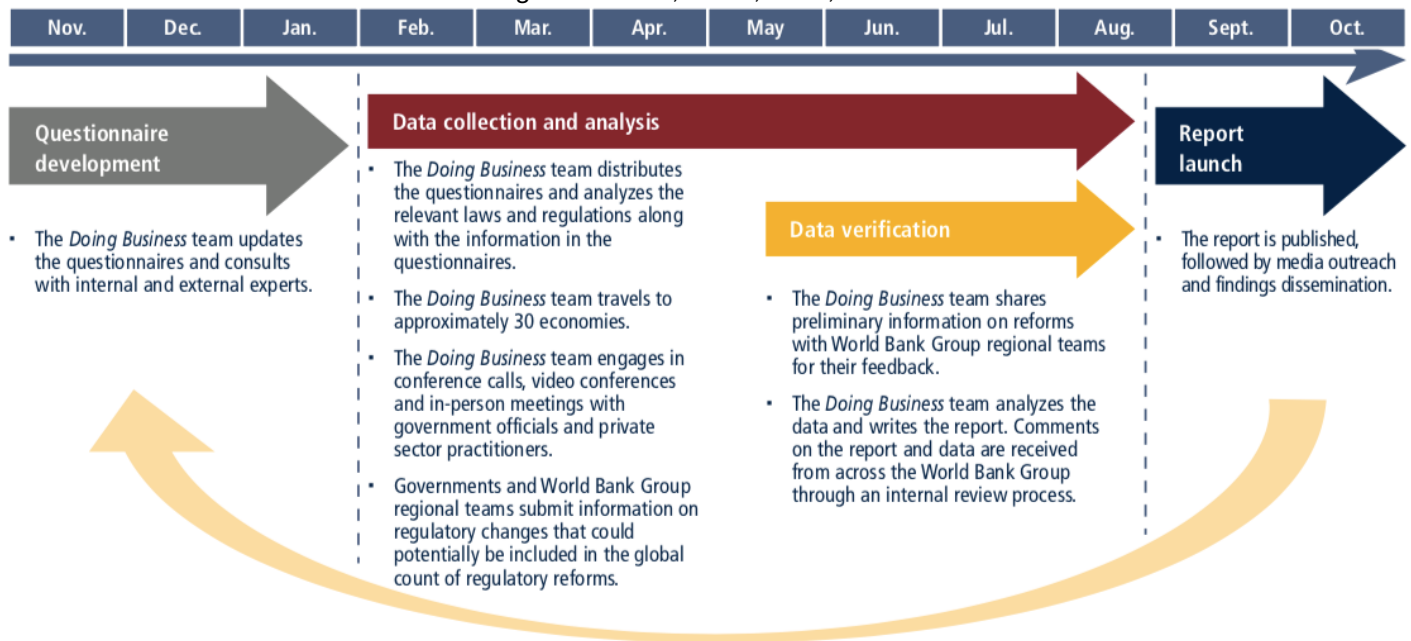 Nov. Dec. Jan. Feb. Mar. Apr. May Jun. Jul. Aug. Sept. Oct.
Questionnaire
development
▪ The Doing Business team updates
the questionnaires and consults
with internal and external experts.
Data collection and analysis
▪ The Doing Business team distributes
the questionnaires and analyzes the
relevant laws and regulations along
with the information in the
questionnaires.
▪ The Doing Business team travels to
approximately 30 economies.
▪ The Doing Business team engages in
conference calls, video conferences
and in-person meetings with
government officials and private
sector practitioners.
▪ Governments and World Bank Group
regional teams submit information on
regulatory changes that could
potentially be included in the global
count of regulatory reforms.
Data verification
▪ The Doing Business team shares
preliminary information on reforms
with World Bank Group regional teams
for their feedback.
▪ The Doing Business team analyzes the
data and writes the report. Comments
on the report and data are received
from across the World Bank Group
through an internal review process.
Report
launch
▪ The report is published,
followed by media outreach
and findings dissemination.